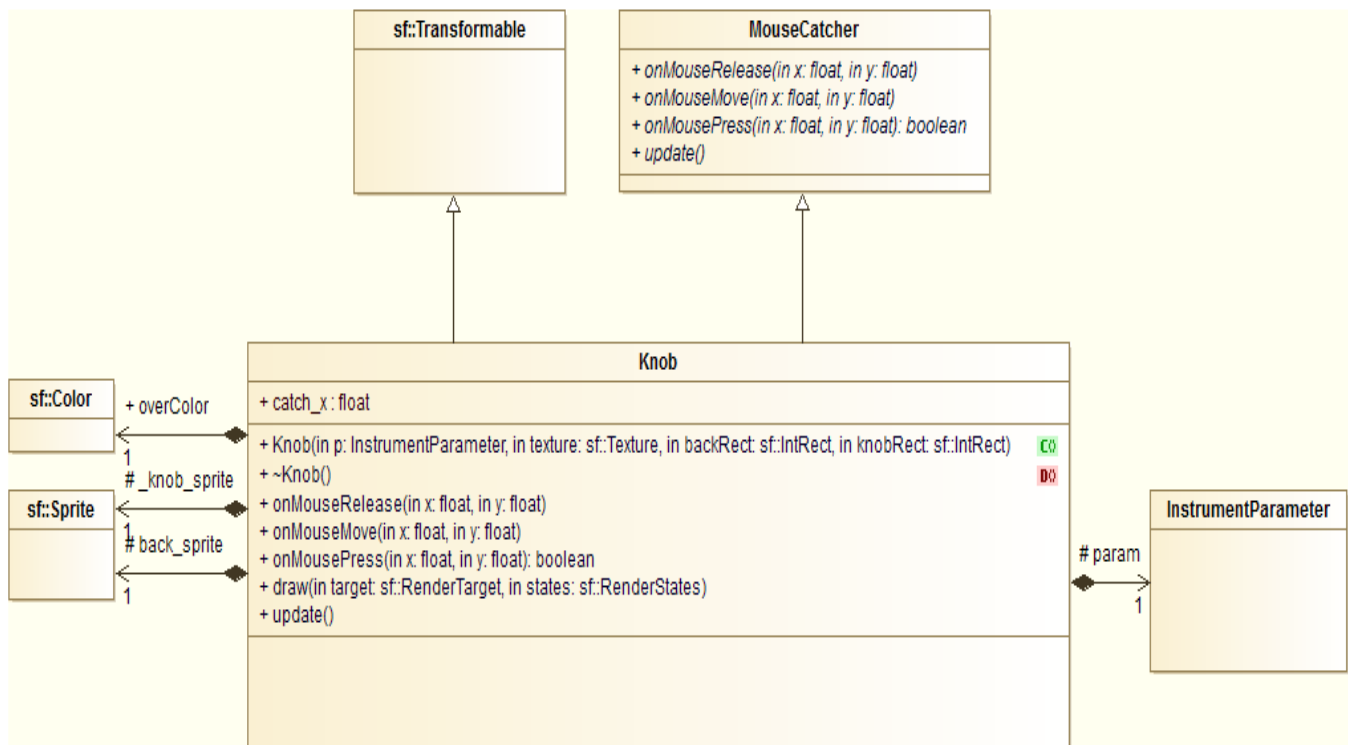 sf::Transformable
MouseCatcher
+ onMouseRelease(in x: float, in y: float)
+ onMouseMove(in x: float, in y: float)
+ onMousePress(in x: float, in y: float): boolean
+ update()
Knob
+ catch_x : float
+ Knob(in p: InstrumentParameter, in texture: sf::Texture, in backRect: sf::IntRect, in knobRect: sf::IntRect) C()
+ ~Knob() D()
+ onMouseRelease(in x: float, in y: float)
+ onMouseMove(in x: float, in y: float)
+ onMousePress(in x: float, in y: float): boolean
+ draw(in target: sf::RenderTarget, in states: sf::RenderStates)
+ update()
sf::Color
+ overColor
1
# _knob_sprite
sf::Sprite
1
# back_sprite
1
InstrumentParameter
# param
1